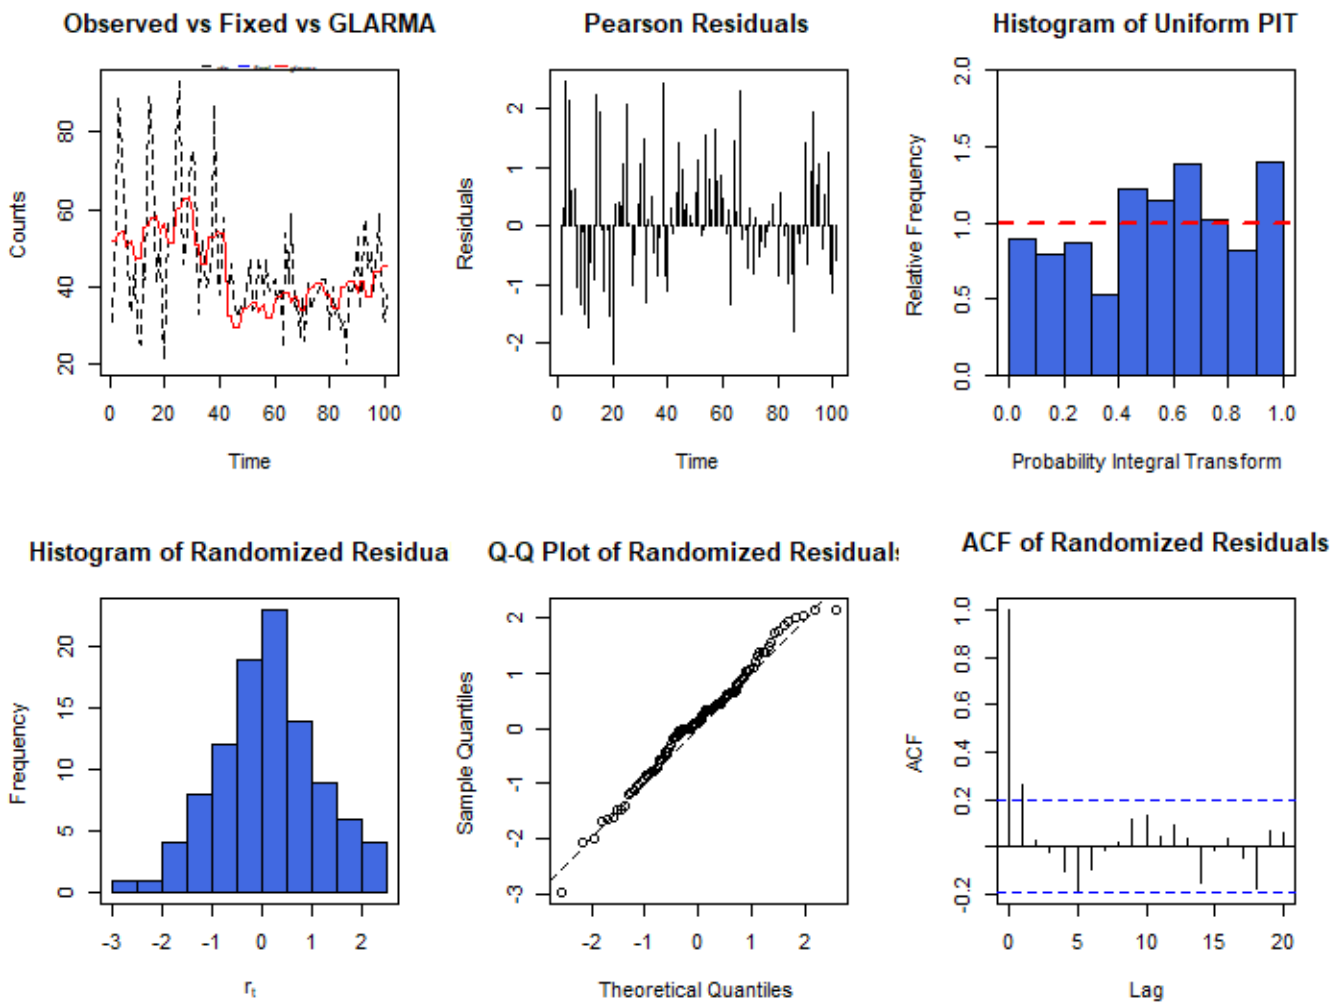 Observed vs Fixed vs GLARMA
Pearson Residuals
Histogram of Uniform PIT
Counts
20 40 60 80
0 20 40 60 80 100
Time
Residuals
-2 -1 0 1 2
0 20 40 60 80 100
Time
Relative Frequency
0.0 0.5 1.0 1.5 2.0
0.0 0.2 0.4 0.6 0.8 1.0
Probability Integral Transform
Histogram of Randomized Residua
Q-Q Plot of Randomized Residuals
ACF of Randomized Residuals
Frequency
0 5 10 15 20
-3 -2 -1 0 1 2
rt
Sample Quantiles
-3 -2 -1 0 1 2
-2 -1 0 1 2
Theoretical Quantiles
ACF
-0.2 0.2 0.4 0.6 0.8 1.0
0 5 10 15 20
Lag